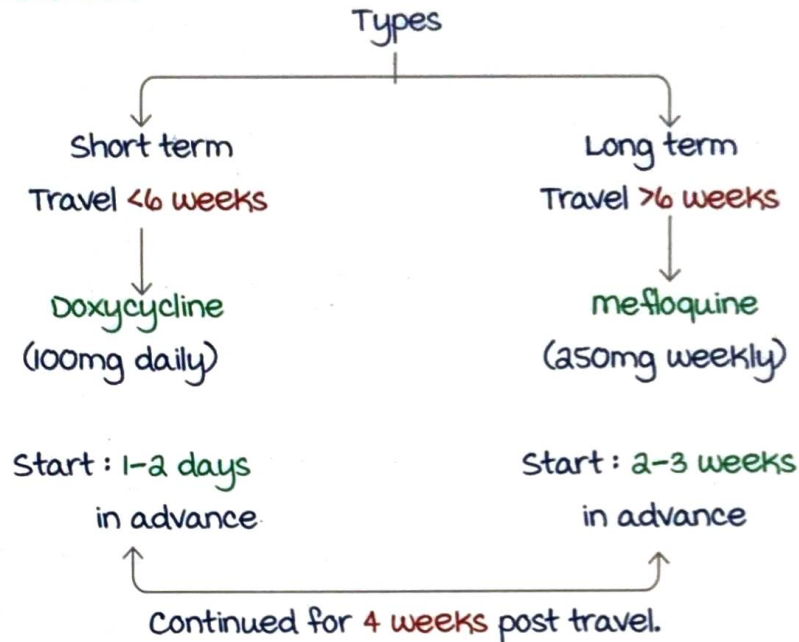 Types
Short term
Travel <6 weeks
Doxycycline
(100mg daily)
Start : 1-2 days
in advance
Long term
Travel >6 weeks
mefloquine
(250mg weekly)
Start : 2-3 weeks
in advance
Continued for 4 weeks post travel.